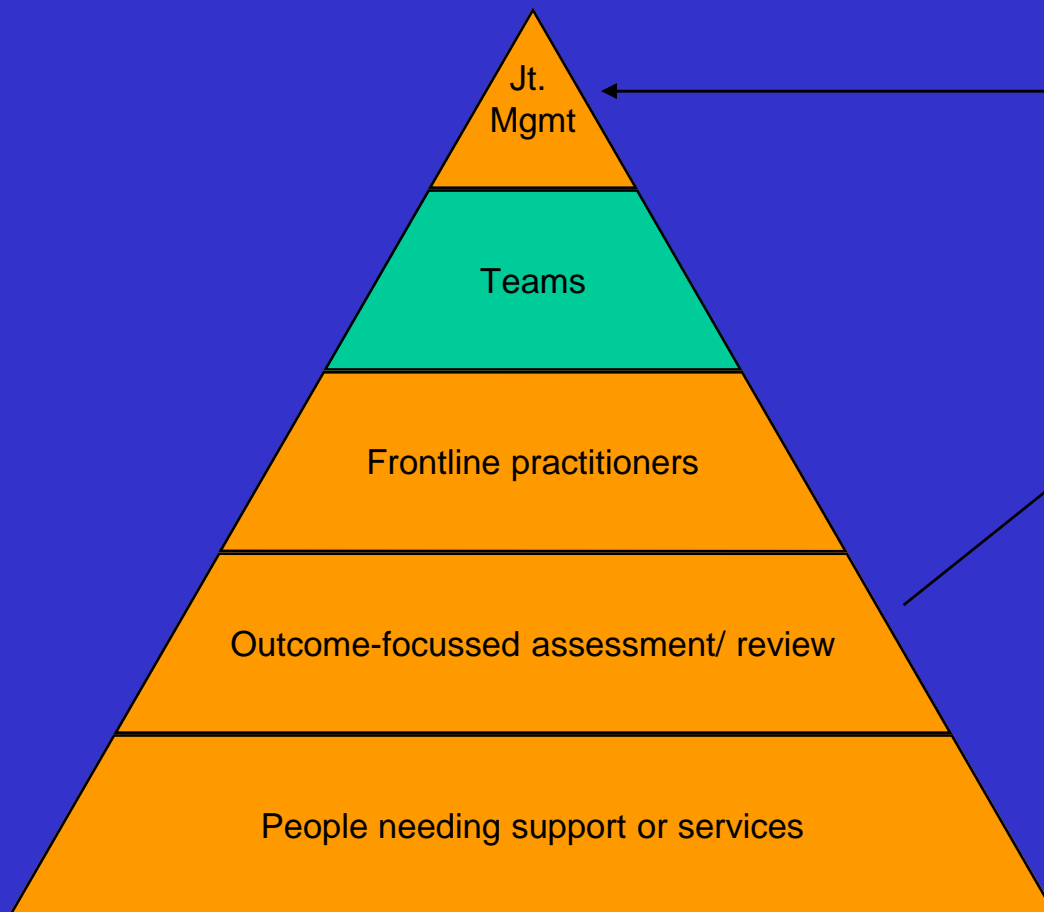 Jt.
Mgmt
Teams
Frontline practitioners
Outcome-focussed assessment/ review
People needing support or services